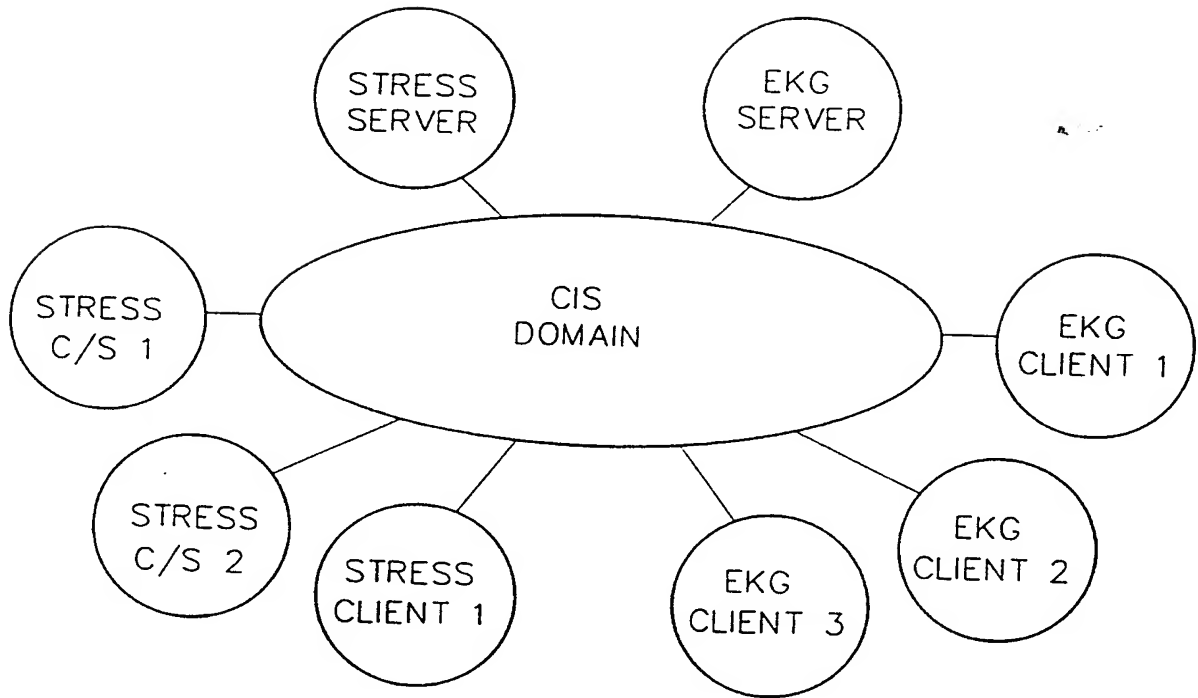 STRESS
SERVER
EKG
SERVER
STRESS
C/S 1
CIS
DOMAIN
EKG
CLIENT 1
STRESS
C/S 2
STRESS
CLIENT 1
EKG
CLIENT 3
EKG
CLIENT 2